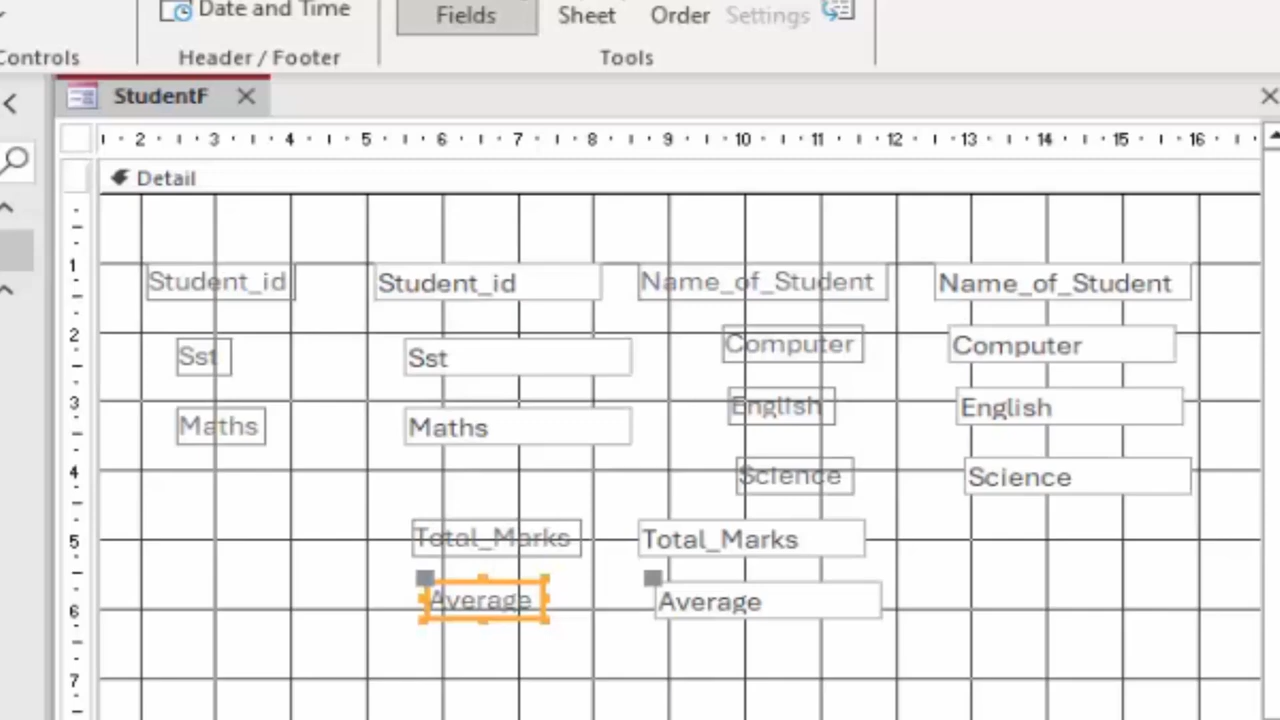 Date and Time Fields Sheet Order Settings
Controls Header / Footer Tools
StudentF
2 3 4 5 6 7 8 9 10 11 12 13 14 15 16
Detail
1 Student_id Student_id Name_of_Student Name_of_Student
2 Sst Sst Computer Computer
3 Maths Maths English English
4 Science Science
5 Total_Marks Total_Marks
6 Average Average
7